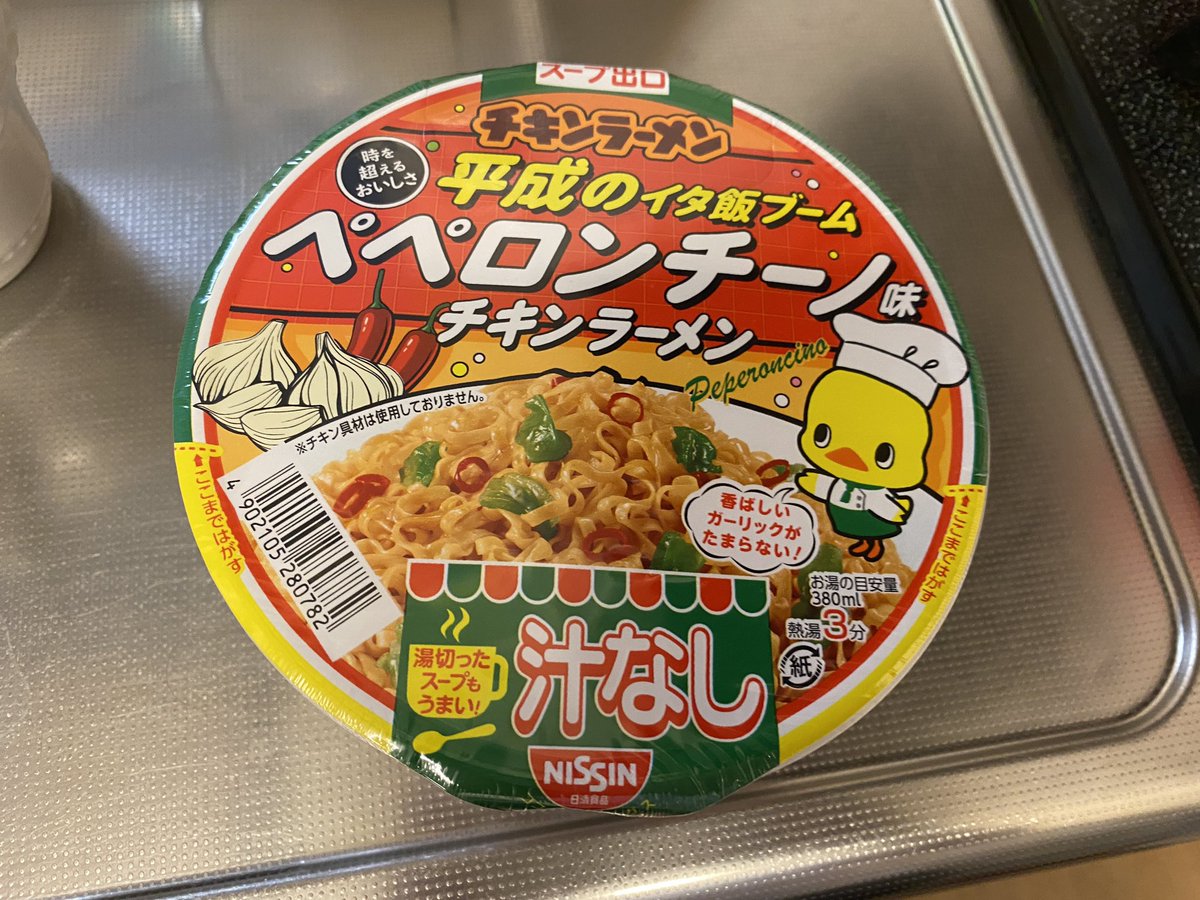 スープ出口
チキンラーメン
時を
超える
おいしさ
平成のイタ飯ブーム
ペペロンチーノ味
チキンラーメン
Peperoncino
※チキン具材は使用しておりません。
ここまではがす
4 902105 280782
香ばしい
ガーリックが
たまらない!
ここまではがす
お湯の目安量
380ml
熱湯3分
紙
湯切った
スープも
うまい!
汁なし
NISSIN
日清食品